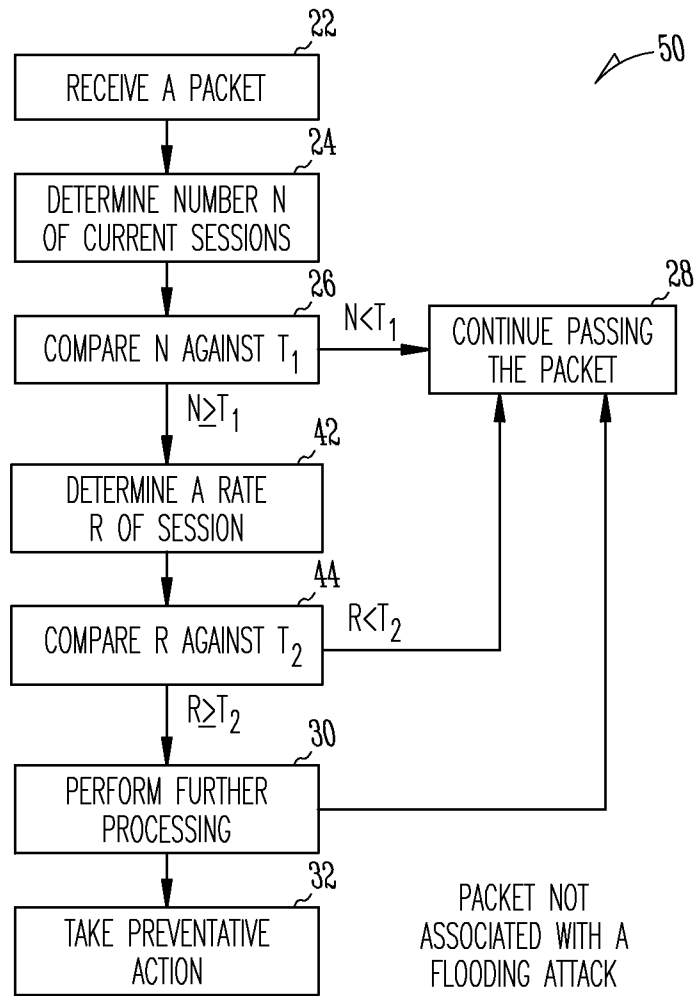 22
50
RECEIVE A PACKET
24
DETERMINE NUMBER N
OF CURRENT SESSIONS
26
28
COMPARE N AGAINST T₁
N<T₁
CONTINUE PASSING
THE PACKET
N≥T₁
42
DETERMINE A RATE
R OF SESSION
44
COMPARE R AGAINST T₂
R<T₂
R≥T₂
30
PERFORM FURTHER
PROCESSING
32
TAKE PREVENTATIVE
ACTION
PACKET NOT
ASSOCIATED WITH A
FLOODING ATTACK